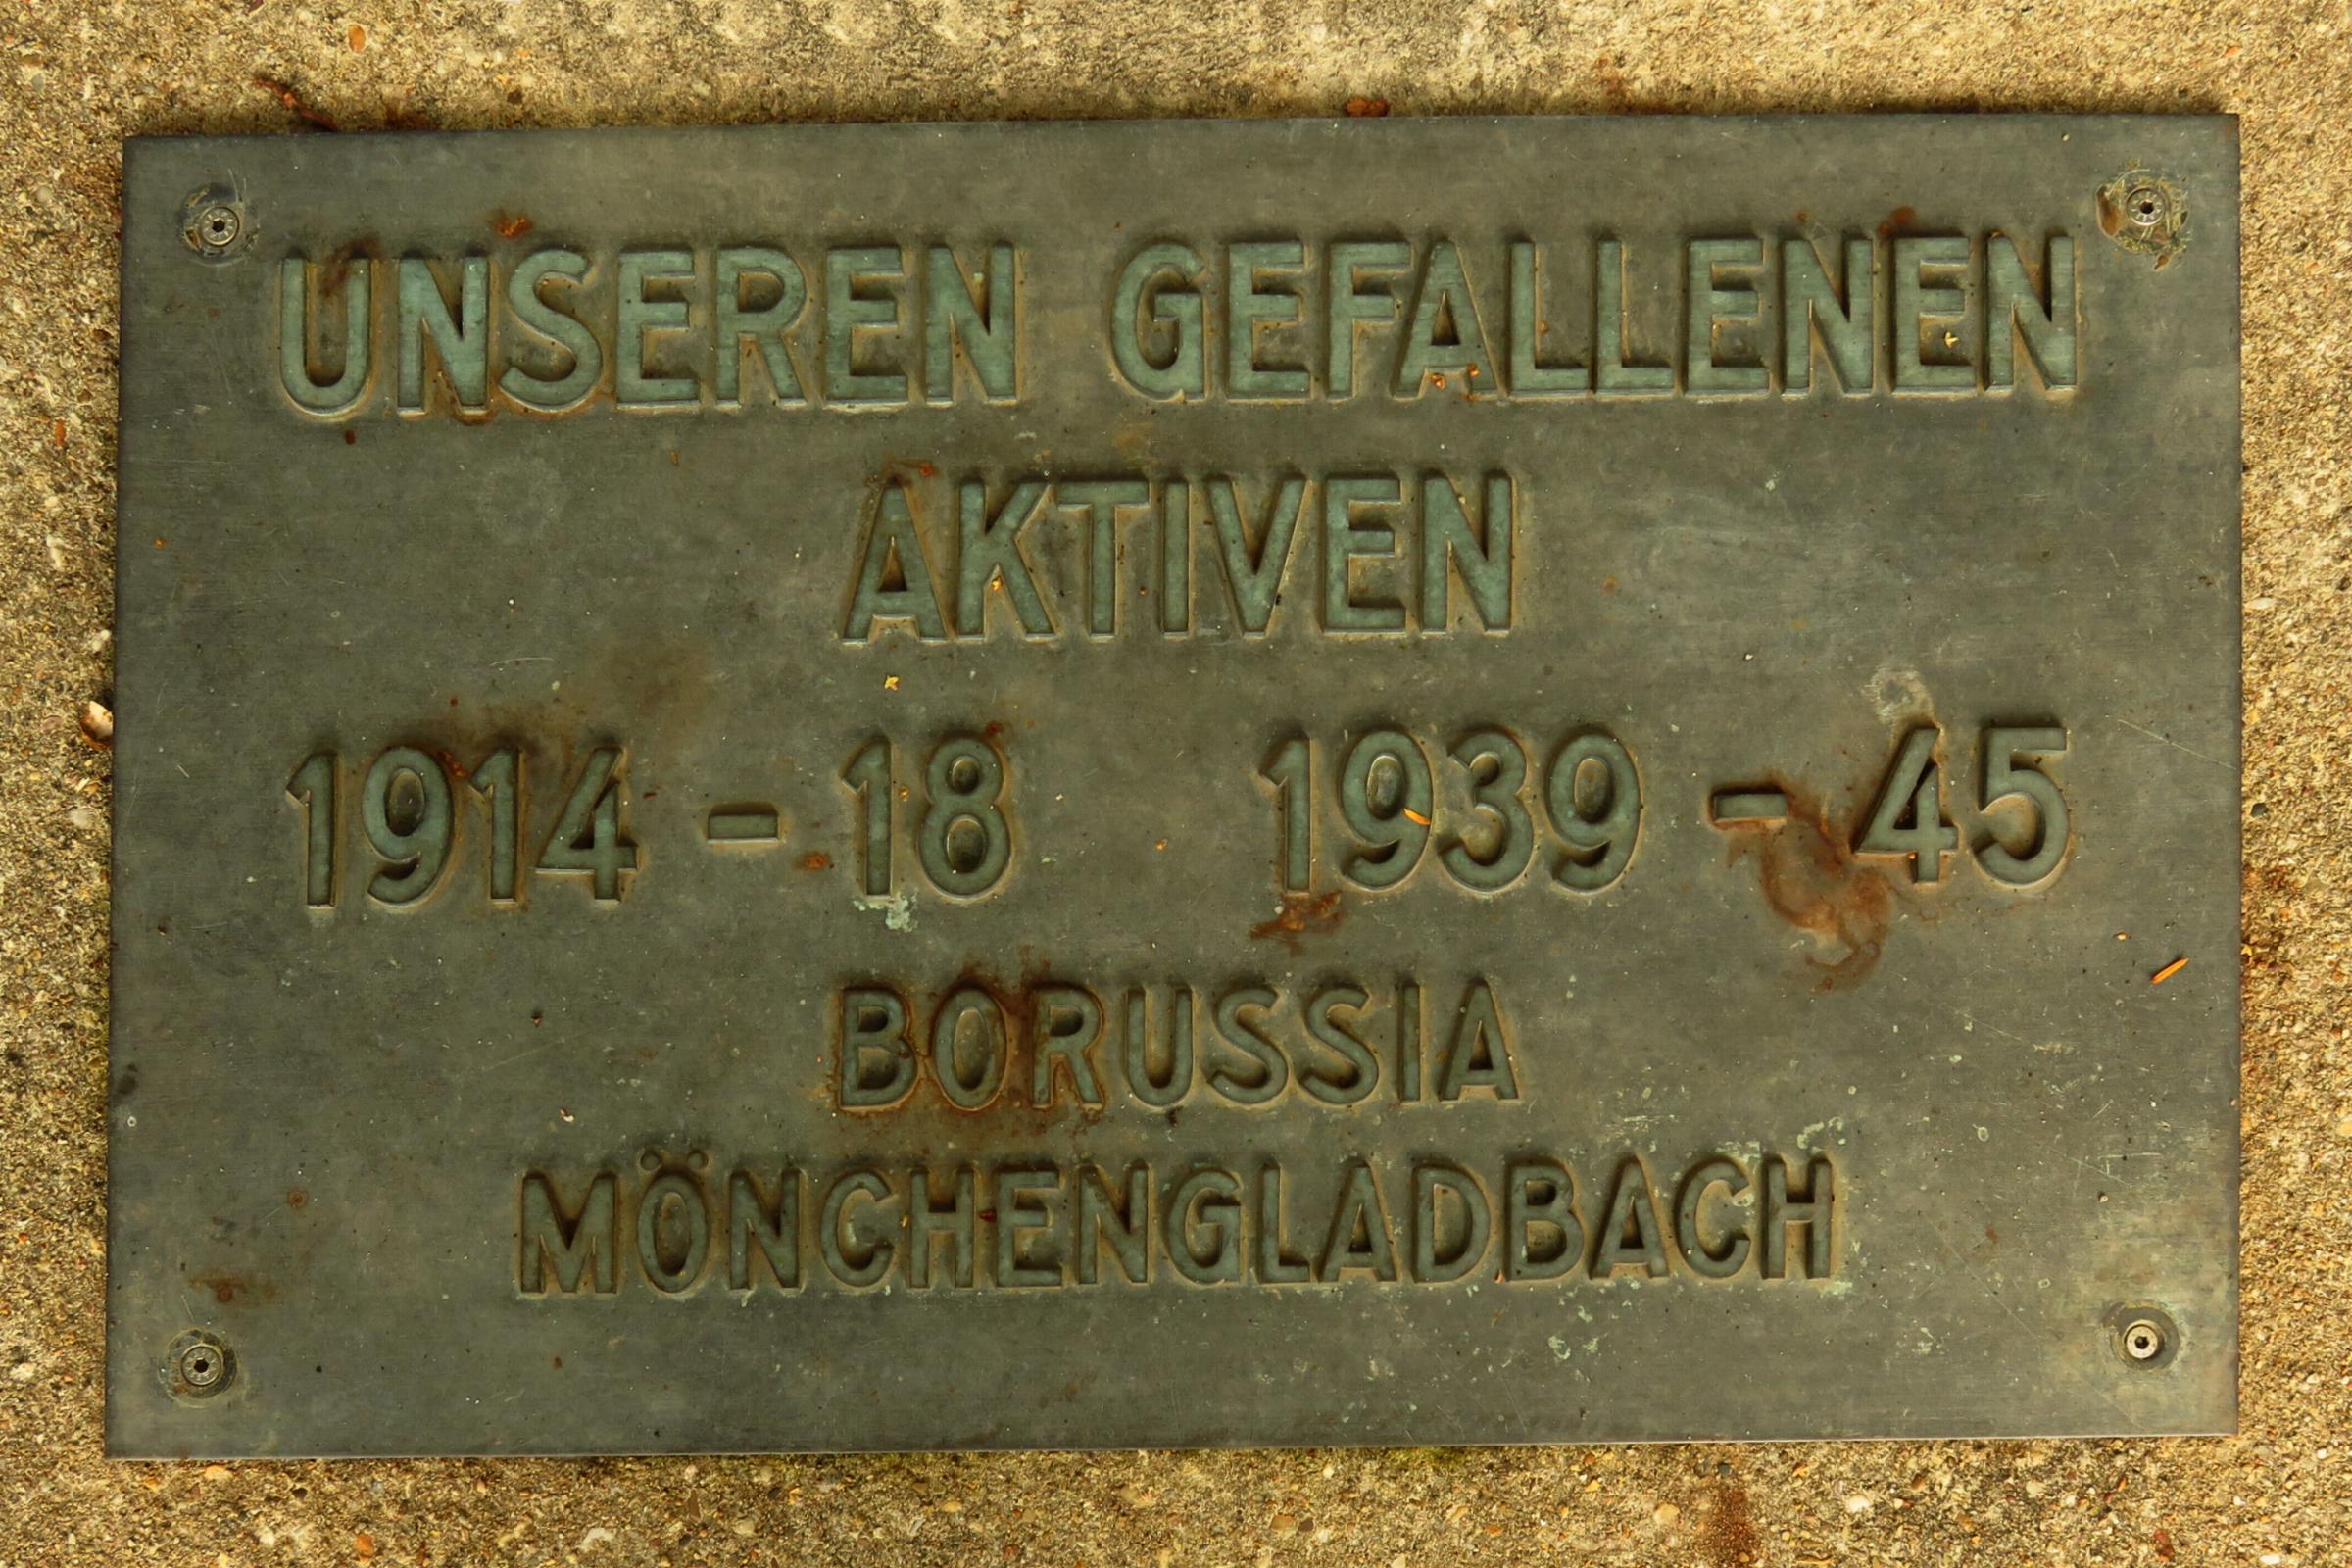 UNSEREN GEFALLENEN
AKTIVEN
1914 - 18 1939 - 45
BORUSSIA
MÖNCHENGLADBACH